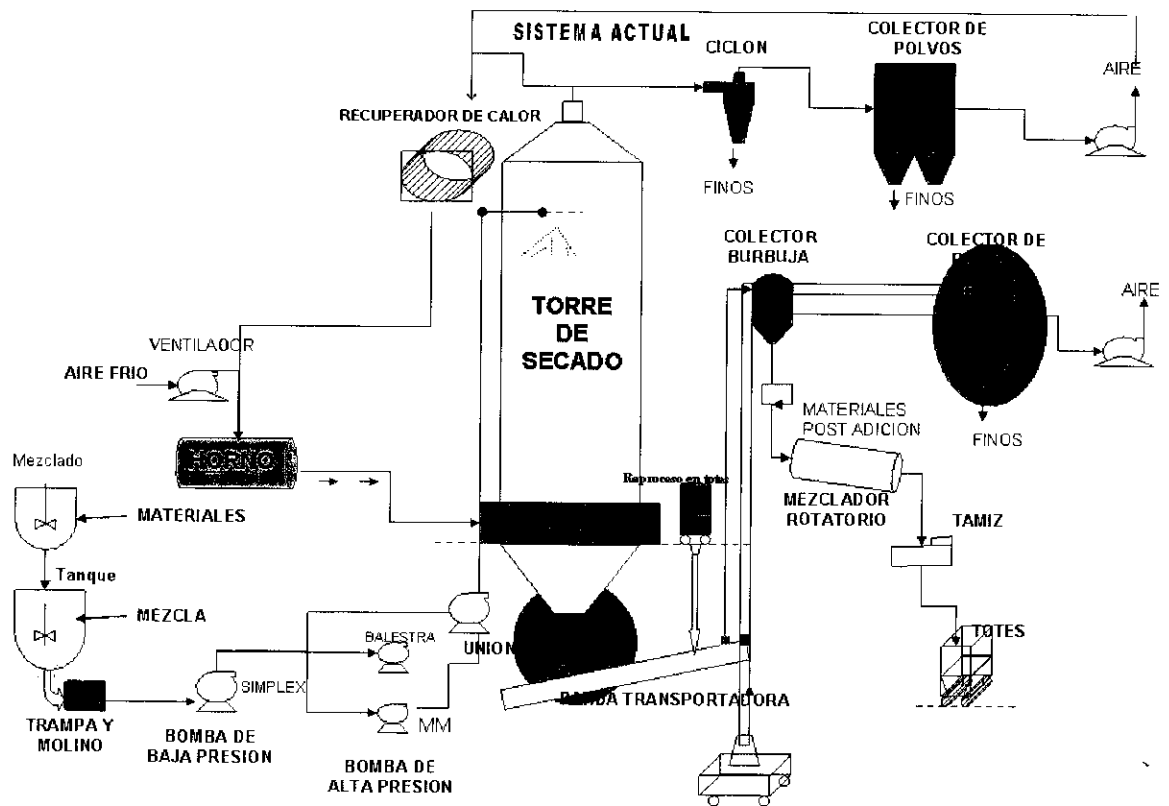 SISTEMA ACTUAL
CICLON
COLECTOR DE
POLVOS
AIRE
RECUPERADOR DE CALOR
FINOS
FINOS
COLECTOR
BURBUJA
COLECTOR DE
TORRE
DE
SECADO
AIRE
VENTILADOR
AIRE FRIO
MATERIALES
POST ADICION
FINOS
HORNO
Mezclado
MATERIALES
MEZCLADOR
ROTATORIO
TAMIZ
Tanque
MEZCLA
BALESTRA
UNION
TOTES
SIMPLEX
BANDA TRANSPORTADORA
TRAMPA Y
MOLINO
BOMBA DE
BAJA PRESION
MM
BOMBA DE
ALTA PRESION